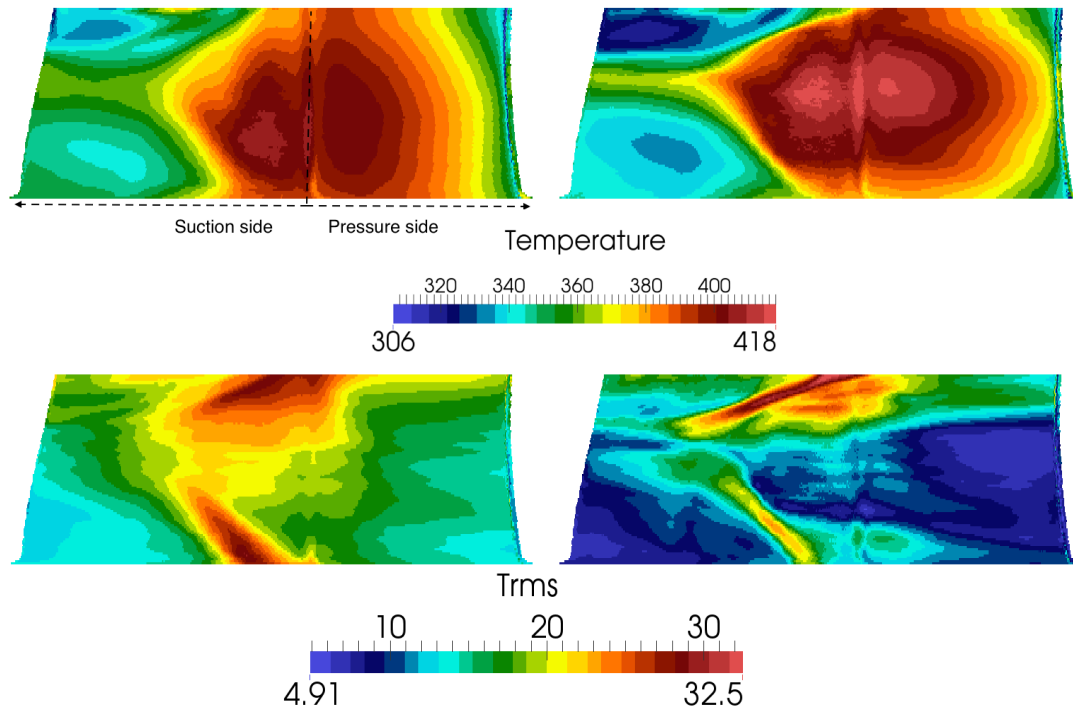 Suction side
Pressure side
Temperature
320 340 360 380 400
306 418
Trms
10 20 30
4.91 32.5